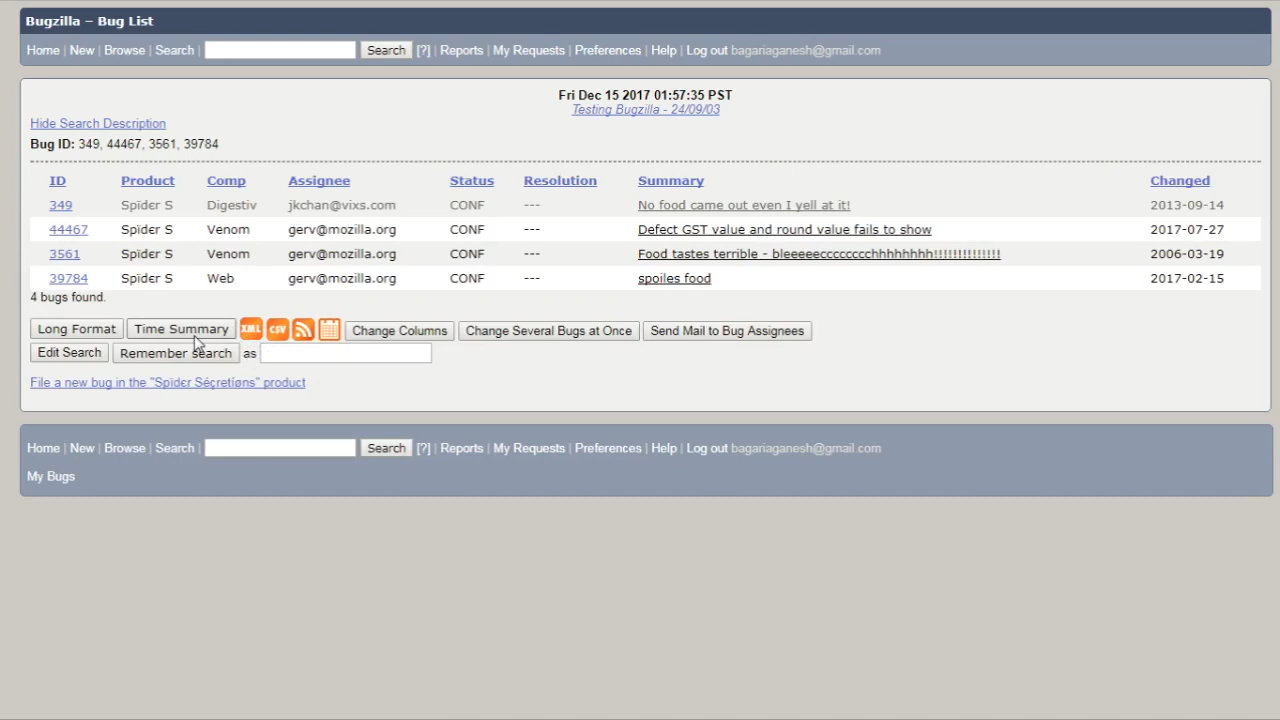 Bugzilla – Bug List
Home | New | Browse | Search | Search [?] | Reports | My Requests | Preferences | Help | Log out bagariaganesh@gmail.com
Fri Dec 15 2017 01:57:35 PST
Testing Bugzilla - 24/09/03
Hide Search Description
Bug ID: 349, 44467, 3561, 39784
ID Product Comp Assignee Status Resolution Summary Changed
349 Spïdєr S Digestiv jkchan@vixs.com CONF --- No food came out even I yell at it! 2013-09-14
44467 Spïdєr S Venom gerv@mozilla.org CONF --- Defect GST value and round value fails to show 2017-07-27
3561 Spïdєr S Venom gerv@mozilla.org CONF --- Food tastes terrible - bleeeeecccccccchhhhhhhh!!!!!!!!!!!!!! 2006-03-19
39784 Spïdєr S Web gerv@mozilla.org CONF --- spoiles food 2017-02-15
4 bugs found.
Long Format Time Summary XML CSV Change Columns Change Several Bugs at Once Send Mail to Bug Assignees
Edit Search Remember search as
File a new bug in the "Spïdєr Séçretíøns" product
Home | New | Browse | Search | Search [?] | Reports | My Requests | Preferences | Help | Log out bagariaganesh@gmail.com
My Bugs